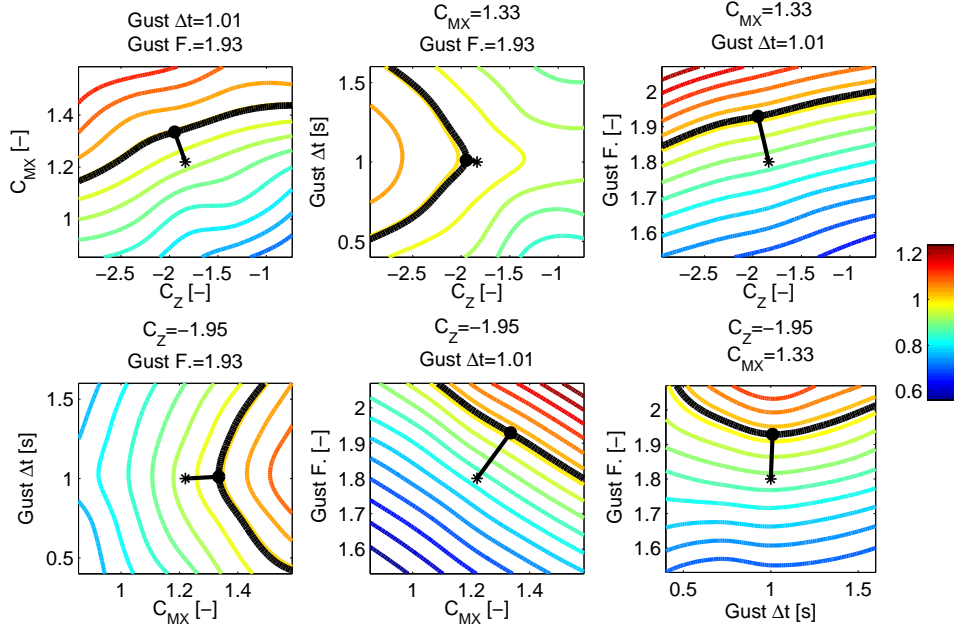 Gust Δt=1.01
Gust F.=1.93
C_MX=1.33
Gust F.=1.93
C_MX=1.33
Gust Δt=1.01
1.4
1.2
1
C_MX [−]
−2.5 −2 −1.5 −1
C_Z [−]
1.5
1
0.5
Gust Δt [s]
−2.5 −2 −1.5 −1
C_Z [−]
2
1.9
1.8
1.7
1.6
Gust F. [−]
−2.5 −2 −1.5 −1
C_Z [−]
1.2
1
0.8
0.6
C_Z=−1.95
Gust F.=1.93
C_Z=−1.95
Gust Δt=1.01
C_Z=−1.95
C_MX=1.33
1.5
1
0.5
Gust Δt [s]
1 1.2 1.4
C_MX [−]
2
1.9
1.8
1.7
1.6
Gust F. [−]
1 1.2 1.4
C_MX [−]
2
1.9
1.8
1.7
1.6
Gust F. [−]
0.5 1 1.5
Gust Δt [s]